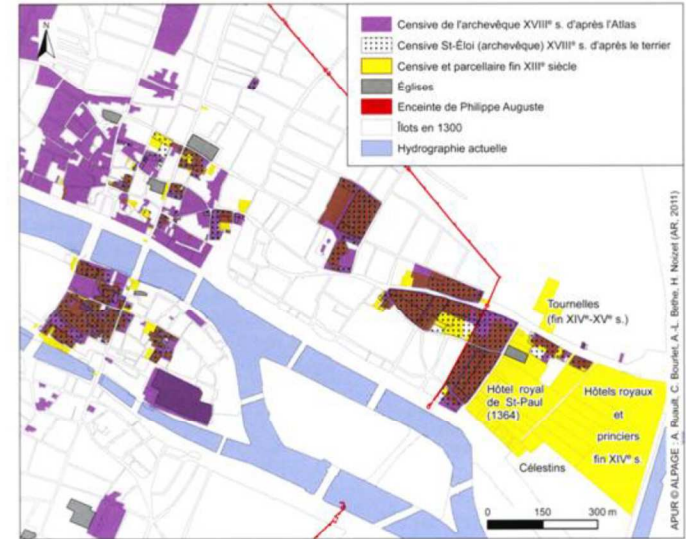 N
Censive de l'archevêque XVIIIᵉ s. d'après l'Atlas
Censive St-Éloi (archevêque) XVIIIᵉ s. d'après le terrier
Censive et parcellaire fin XIIIᵉ siècle
Églises
Enceinte de Philippe Auguste
Îlots en 1300
Hydrographie actuelle
Tournelles
(fin XIVᵉ-XVᵉ s.)
Hôtel royal
de St-Paul
(1364)
Hôtels royaux
et
princiers
fin XIVᵉ s.
Célestins
0 150 300 m
APUR © ALPAGE : A. Ruault, C. Bourlet, A.-L. Bethe, H. Noizet (AR, 2011)